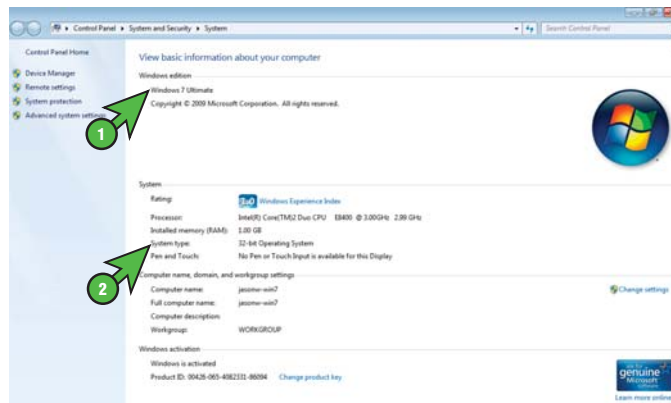 Control Panel ▸ System and Security ▸ System
Search Control Panel
Control Panel Home
Device Manager
Remote settings
System protection
Advanced system settings
1
View basic information about your computer
Windows edition
Windows 7 Ultimate
Copyright © 2009 Microsoft Corporation. All rights reserved.
System
Rating:
Windows Experience Index
Processor: Intel(R) Core(TM)2 Duo CPU E8400 @ 3.00GHz 2.99 GHz
Installed memory (RAM): 1.00 GB
System type: 32-bit Operating System
Pen and Touch: No Pen or Touch Input is available for this Display
2
Computer name, domain, and workgroup settings
Computer name: jasonw-win7
Change settings
Full computer name: jasonw-win7
Computer description:
Workgroup: WORKGROUP
Windows activation
Windows is activated
Product ID: 00426-065-4082331-86094 Change product key
genuine
Microsoft
software
Learn more online